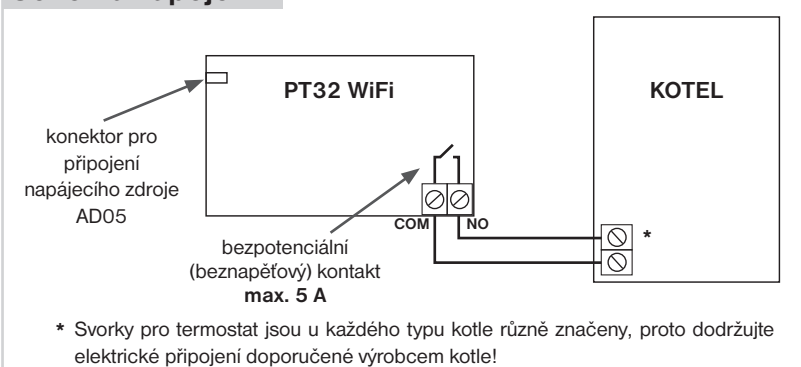 PT32 WiFi
KOTEL
konektor pro
připojení
napájecího zdroje
AD05
COM
NO
*
bezpotenciální
(beznapěťový) kontakt
max. 5 A
* Svorky pro termostat jsou u každého typu kotle různě značeny, proto dodržujte
elektrické připojení doporučené výrobcem kotle!